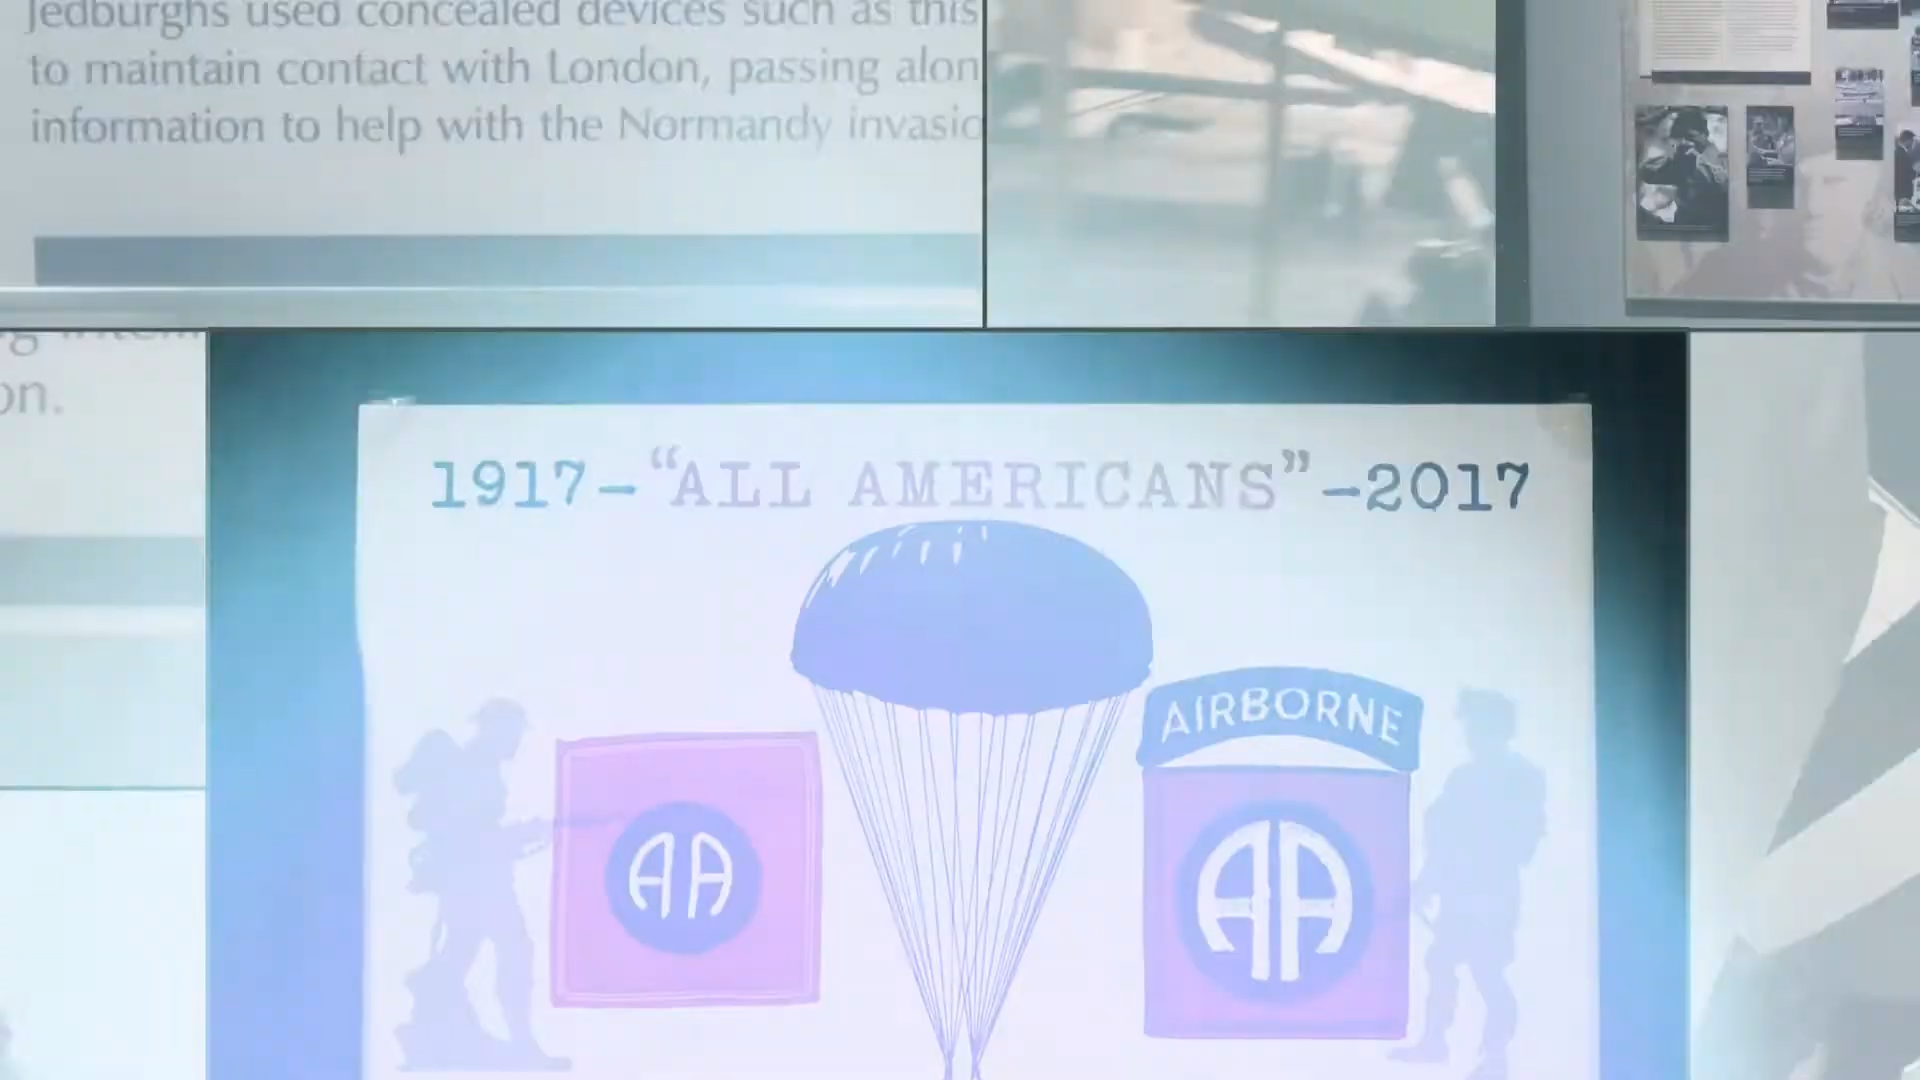 Jedburghs used concealed devices such as this
to maintain contact with London, passing alon
information to help with the Normandy invasio
on.
1917-"ALL AMERICANS"-2017
AIRBORNE
AA
AA